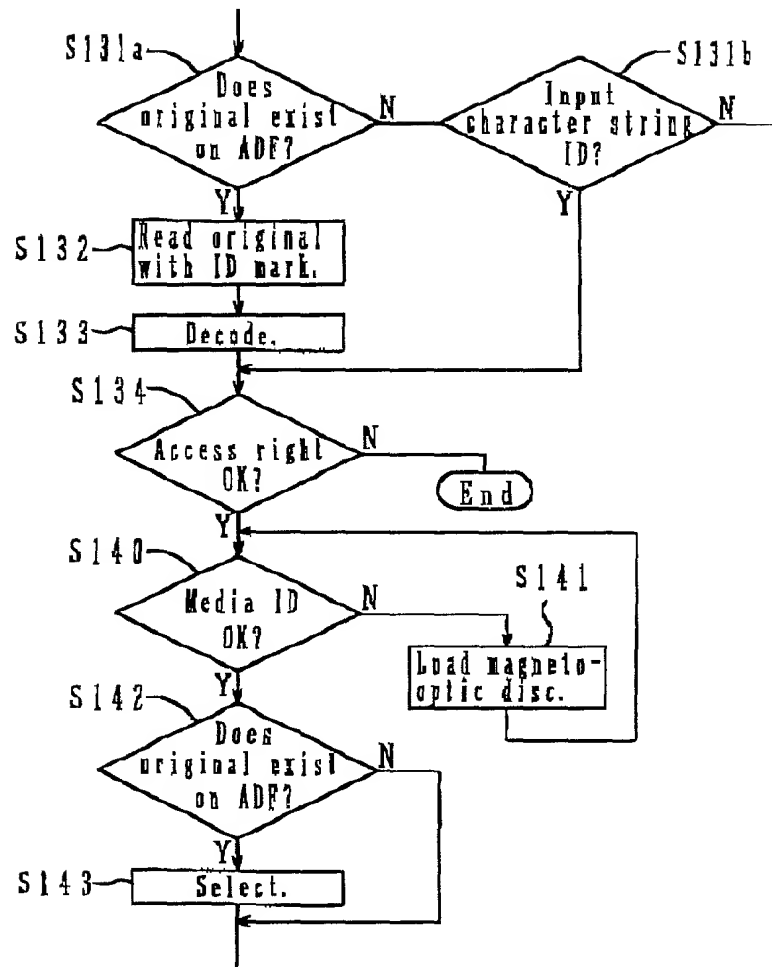 S131a
Does
original exist
on ADF?
N
S131b
Input
character string
ID?
N
Y
Y
S132
Read original
with ID mark.
S133
Decode.
S134
Access right
OK?
N
End
Y
S140
Media ID
OK?
N
S141
Load magneto-
optic disc.
Y
S142
Does
original exist
on ADF?
N
Y
S143
Select.